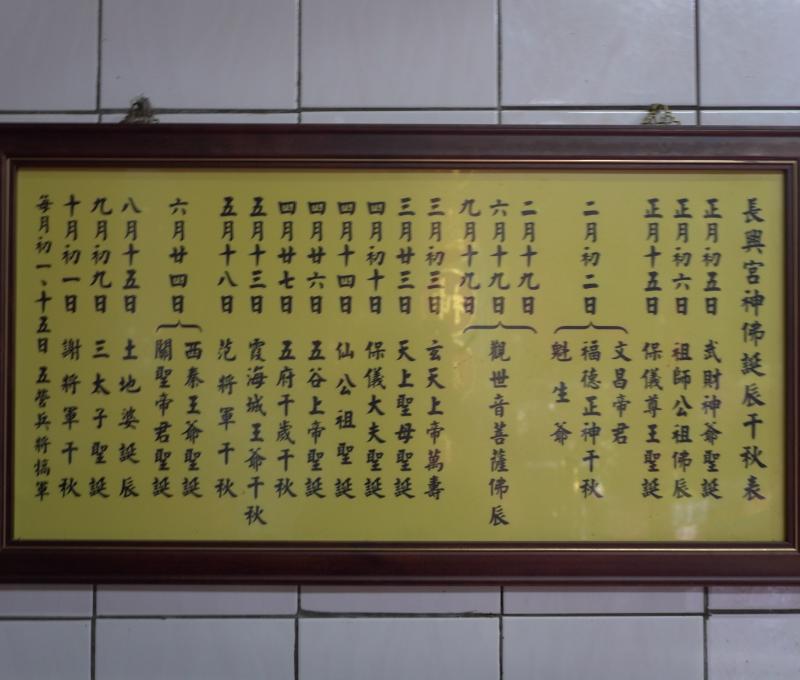 長興宮神佛誕辰千秋表
正月初五日 武財神爺聖誕
正月初六日 祖師公祖佛辰
正月十五日 保儀尊王聖誕
二月初二日 文昌帝君
福德正神千秋
魁生爺
二月十九日
六月十九日 觀世音菩薩佛辰
九月十九日
三月初三日 玄天上帝萬壽
三月廿三日 天上聖母聖誕
四月初十日 保儀大夫聖誕
四月十四日 仙公祖聖誕
四月廿六日 五谷上帝聖誕
四月廿七日 五府千歲千秋
五月十三日 霞海城王爺千秋
五月十八日 范將軍千秋
六月廿四日 西秦王爺聖誕
關聖帝君聖誕
八月十五日 土地婆誕辰
九月初九日 三太子聖誕
十月初一日 謝將軍千秋
每月初一、十五日 五營兵將犒軍